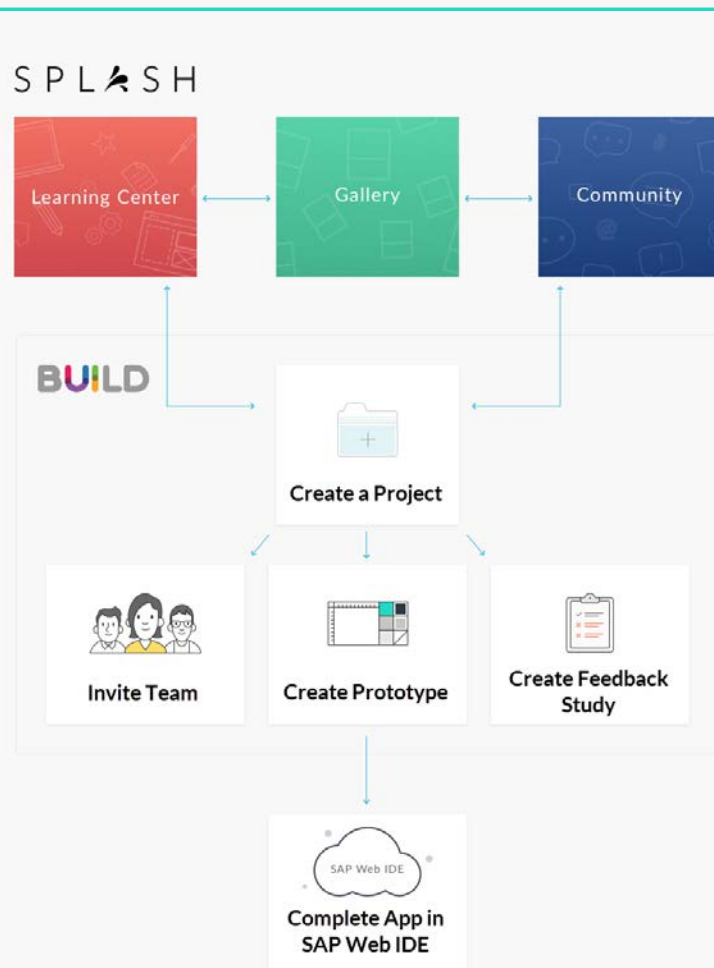 SPLASH
Learning Center
Gallery
Community
BUILD
Create a Project
Invite Team
Create Prototype
Create Feedback
Study
SAP Web IDE
Complete App in
SAP Web IDE